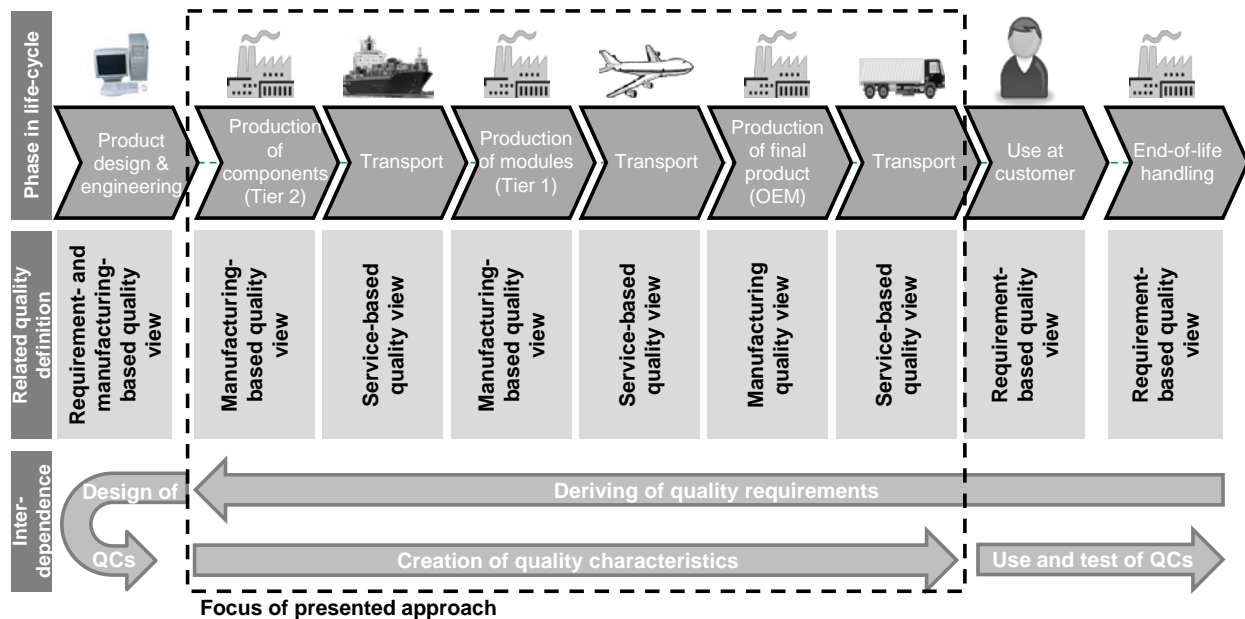 Phase in life-cycle
Product
design &
engineering
Production
of
components
(Tier 2)
Transport
Production
of modules
(Tier 1)
Transport
Production
of final
product
(OEM)
Transport
Use at
customer
End-of-life
handling
Related quality
definition
Requirement- and
manufacturing-
based quality
view
Manufacturing-
based quality
view
Service-based
quality view
Manufacturing-
based quality
view
Service-based
quality view
Manufacturing
quality view
Service-based
quality view
Requirement-
based quality
view
Requirement-
based quality
view
Inter-
dependence
Design of
QCs
Deriving of quality requirements
Creation of quality characteristics
Use and test of QCs
Focus of presented approach